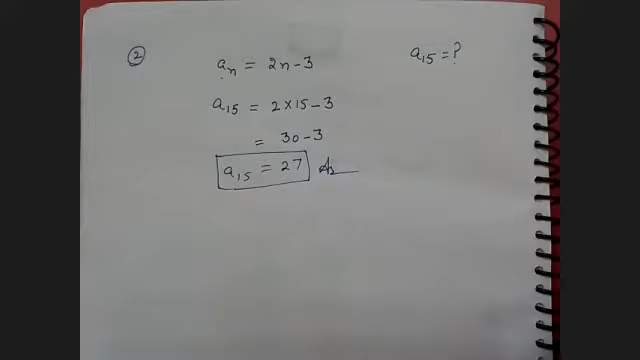 ② aₙ = 2n - 3 a₁₅ = ?
a₁₅ = 2 × 15 - 3
= 30 - 3
a₁₅ = 27